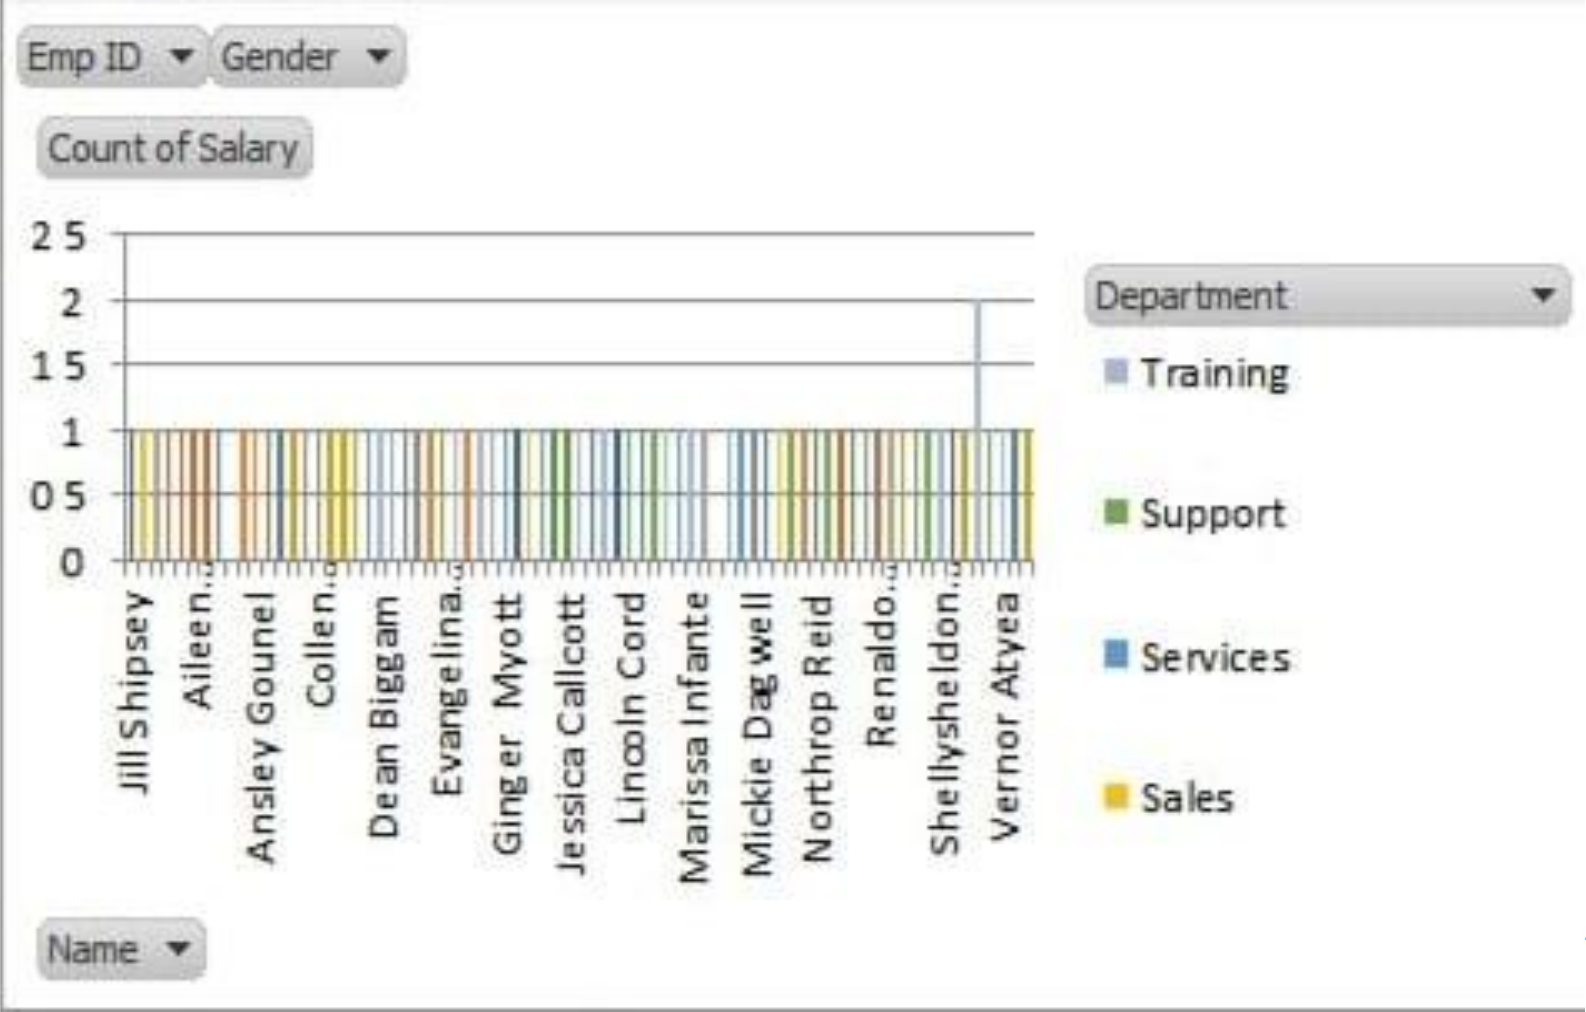 Emp ID Gender
Count of Salary
2 5
2
1 5
1
0 5
0
Jill Shipsey
Aileen...
Ansley Gounel
Collen...
Dean Biggam
Evangelina...
Ginger Myott
Jessica Callcott
Lincoln Cord
Marissa Infante
Mickie Dagwell
Northrop Reid
Renaldo...
Shellysheldon...
Vernor Atyea
Department
Training
Support
Services
Sales
Name